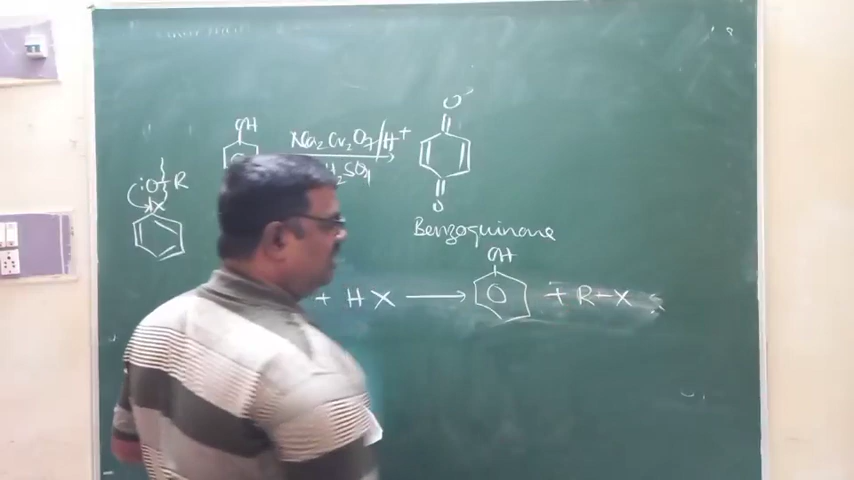 OH
Na₂Cr₂O₇/H⁺
H₂SO₄
O
O
:O R
Benzoquinone
OH
+ HX ⟶ + R-X